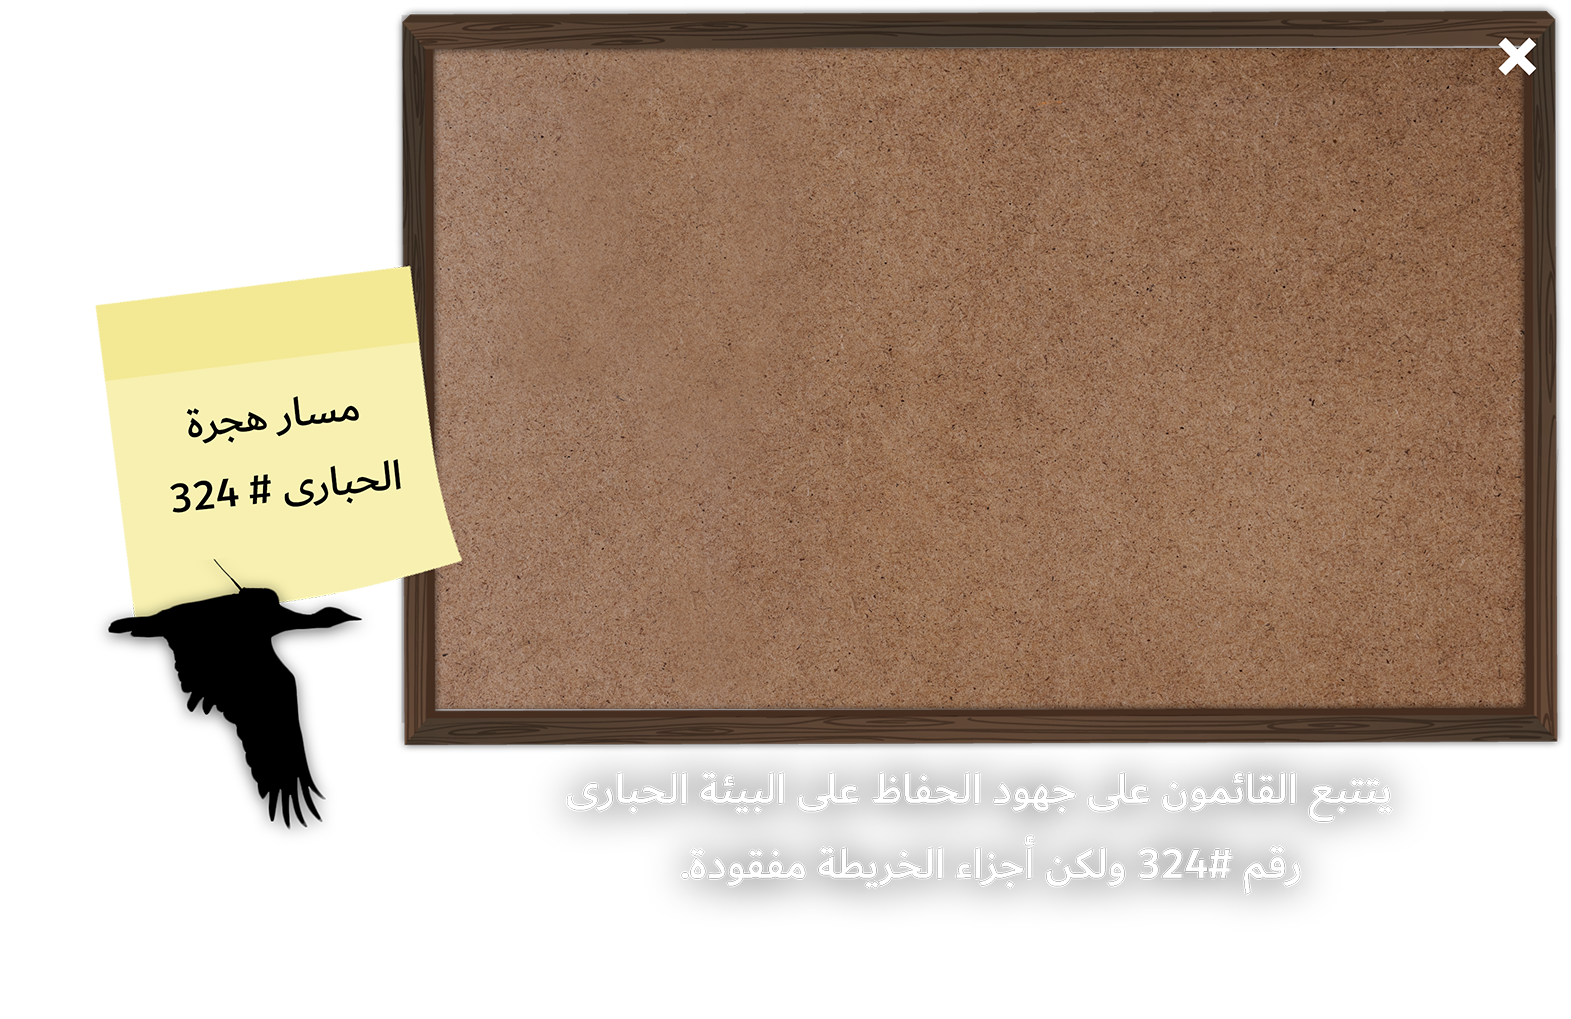 مسار هجرة
الحبارى # 324
يتتبع القائمون على جهود الحفاظ على البيئة الحبارى
رقم #324 ولكن أجزاء الخريطة مفقودة.